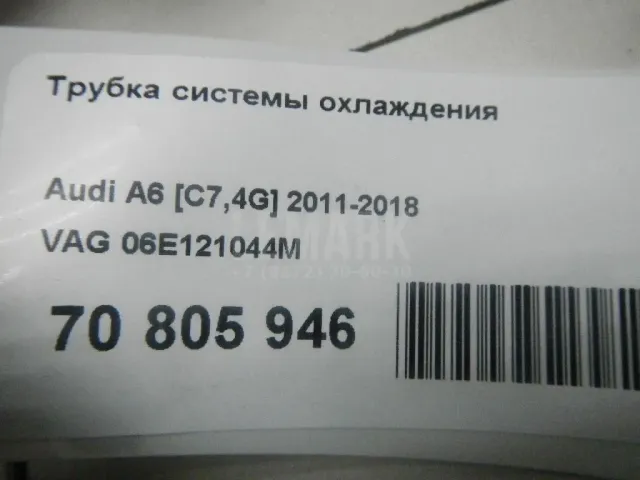 Трубка системы охлаждения
Audi A6 [C7,4G] 2011-2018
VAG 06E121044M
70 805 946